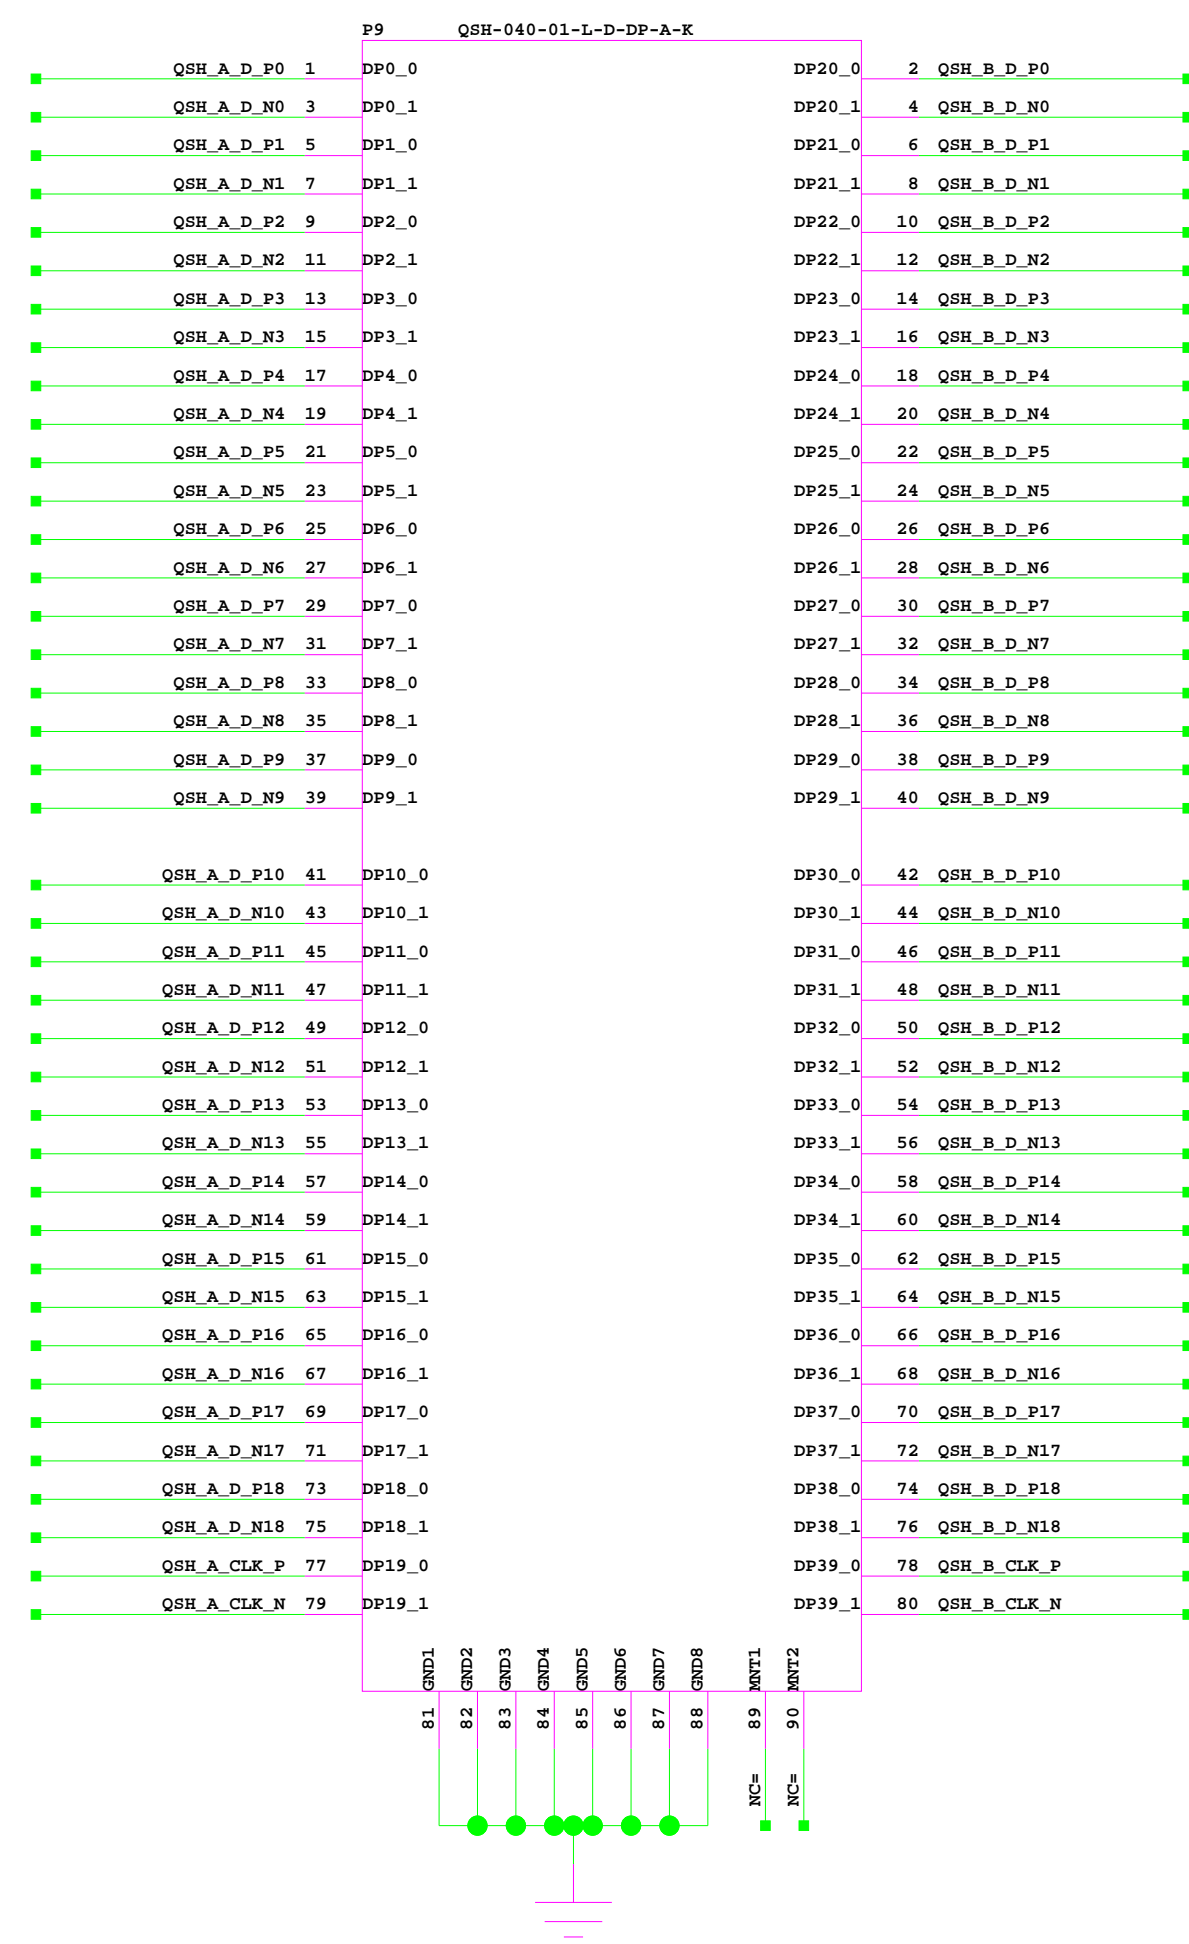 P9 QSH-040-01-L-D-DP-A-K
QSH_A_D_P0 1 DP0_0 DP20_0 2 QSH_B_D_P0
QSH_A_D_N0 3 DP0_1 DP20_1 4 QSH_B_D_N0
QSH_A_D_P1 5 DP1_0 DP21_0 6 QSH_B_D_P1
QSH_A_D_N1 7 DP1_1 DP21_1 8 QSH_B_D_N1
QSH_A_D_P2 9 DP2_0 DP22_0 10 QSH_B_D_P2
QSH_A_D_N2 11 DP2_1 DP22_1 12 QSH_B_D_N2
QSH_A_D_P3 13 DP3_0 DP23_0 14 QSH_B_D_P3
QSH_A_D_N3 15 DP3_1 DP23_1 16 QSH_B_D_N3
QSH_A_D_P4 17 DP4_0 DP24_0 18 QSH_B_D_P4
QSH_A_D_N4 19 DP4_1 DP24_1 20 QSH_B_D_N4
QSH_A_D_P5 21 DP5_0 DP25_0 22 QSH_B_D_P5
QSH_A_D_N5 23 DP5_1 DP25_1 24 QSH_B_D_N5
QSH_A_D_P6 25 DP6_0 DP26_0 26 QSH_B_D_P6
QSH_A_D_N6 27 DP6_1 DP26_1 28 QSH_B_D_N6
QSH_A_D_P7 29 DP7_0 DP27_0 30 QSH_B_D_P7
QSH_A_D_N7 31 DP7_1 DP27_1 32 QSH_B_D_N7
QSH_A_D_P8 33 DP8_0 DP28_0 34 QSH_B_D_P8
QSH_A_D_N8 35 DP8_1 DP28_1 36 QSH_B_D_N8
QSH_A_D_P9 37 DP9_0 DP29_0 38 QSH_B_D_P9
QSH_A_D_N9 39 DP9_1 DP29_1 40 QSH_B_D_N9
QSH_A_D_P10 41 DP10_0 DP30_0 42 QSH_B_D_P10
QSH_A_D_N10 43 DP10_1 DP30_1 44 QSH_B_D_N10
QSH_A_D_P11 45 DP11_0 DP31_0 46 QSH_B_D_P11
QSH_A_D_N11 47 DP11_1 DP31_1 48 QSH_B_D_N11
QSH_A_D_P12 49 DP12_0 DP32_0 50 QSH_B_D_P12
QSH_A_D_N12 51 DP12_1 DP32_1 52 QSH_B_D_N12
QSH_A_D_P13 53 DP13_0 DP33_0 54 QSH_B_D_P13
QSH_A_D_N13 55 DP13_1 DP33_1 56 QSH_B_D_N13
QSH_A_D_P14 57 DP14_0 DP34_0 58 QSH_B_D_P14
QSH_A_D_N14 59 DP14_1 DP34_1 60 QSH_B_D_N14
QSH_A_D_P15 61 DP15_0 DP35_0 62 QSH_B_D_P15
QSH_A_D_N15 63 DP15_1 DP35_1 64 QSH_B_D_N15
QSH_A_D_P16 65 DP16_0 DP36_0 66 QSH_B_D_P16
QSH_A_D_N16 67 DP16_1 DP36_1 68 QSH_B_D_N16
QSH_A_D_P17 69 DP17_0 DP37_0 70 QSH_B_D_P17
QSH_A_D_N17 71 DP17_1 DP37_1 72 QSH_B_D_N17
QSH_A_D_P18 73 DP18_0 DP38_0 74 QSH_B_D_P18
QSH_A_D_N18 75 DP18_1 DP38_1 76 QSH_B_D_N18
QSH_A_CLK_P 77 DP19_0 DP39_0 78 QSH_B_CLK_P
QSH_A_CLK_N 79 DP19_1 DP39_1 80 QSH_B_CLK_N
GND1 GND2 GND3 GND4 GND5 GND6 GND7 GND8 MNT1 MNT2
81 82 83 84 85 86 87 88 89 90
NC= NC=